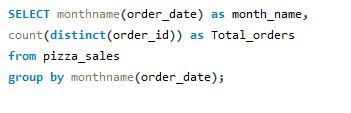 SELECT monthname(order_date) as month_name,
count(distinct(order_id)) as Total_orders
from pizza_sales
group by monthname(order_date);